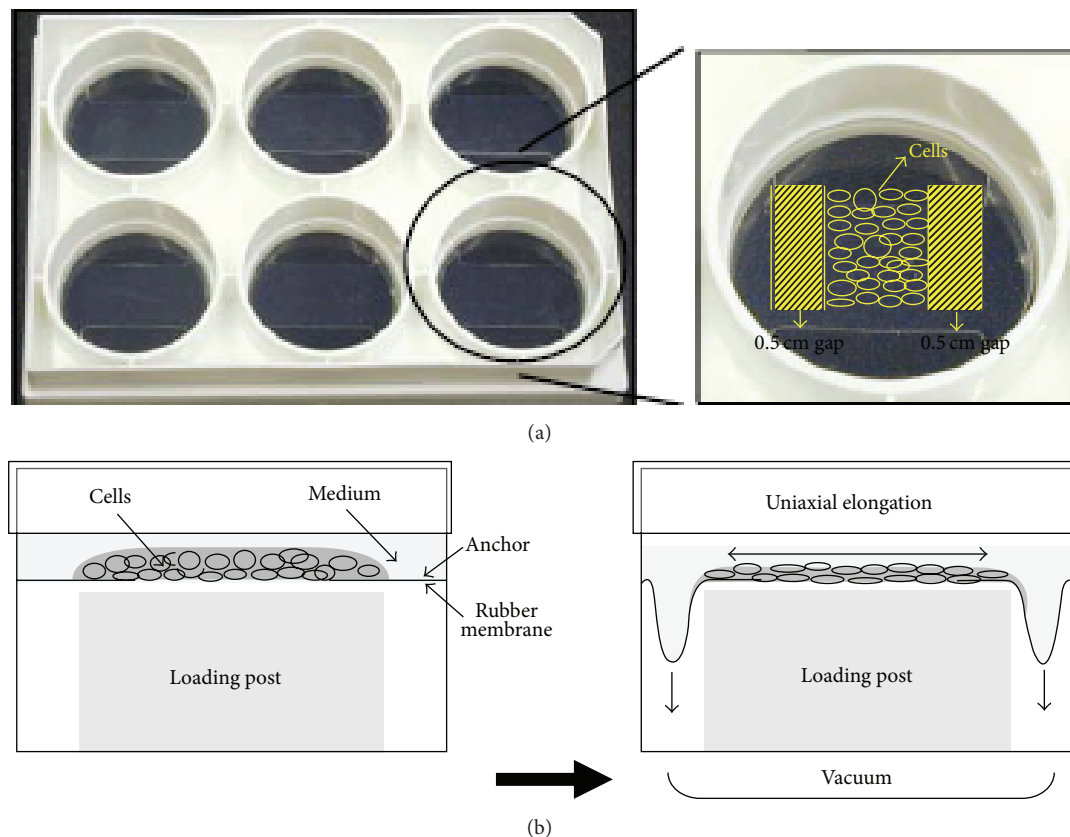 Cells
0.5 cm gap
0.5 cm gap
(a)
Cells
Medium
Anchor
Rubber
membrane
Loading post
Uniaxial elongation
Loading post
Vacuum
(b)